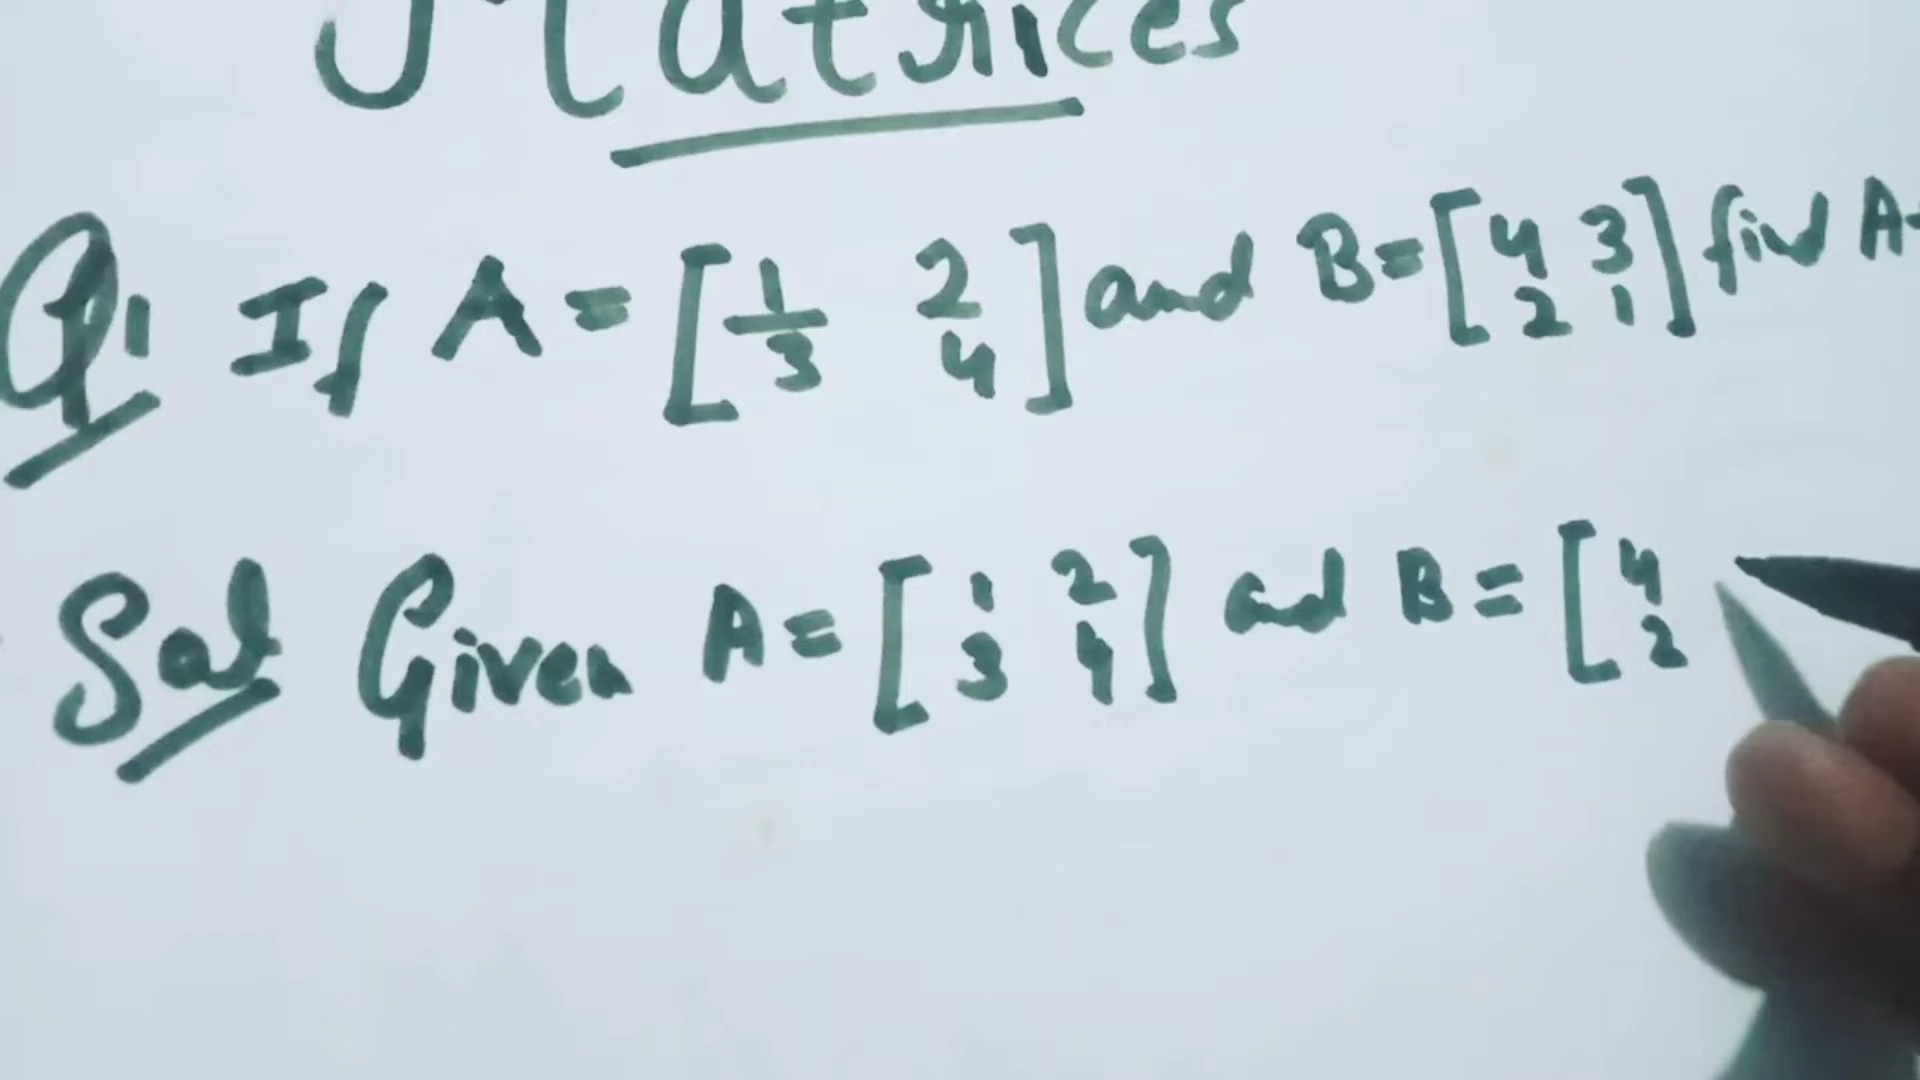 Matrices
Q1 If A = [1 2 3 4] and B = [4 3 2 1] find A+
Sol Given A = [1 2 3 4] and B = [4 2